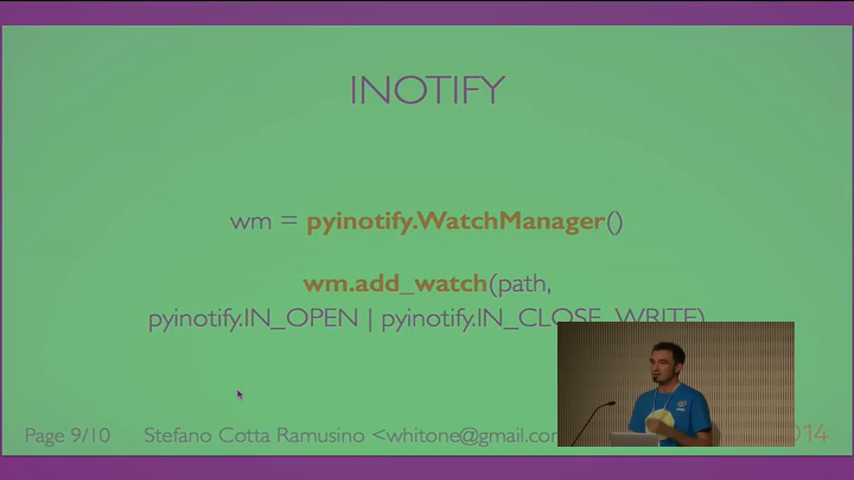 INOTIFY
wm = pyinotify.WatchManager()
wm.add_watch(path,
pyinotify.IN_OPEN | pyinotify.IN_CLOSE_WRITE)
Page 9/10 Stefano Cotta Ramusino <whitone@gmail.com